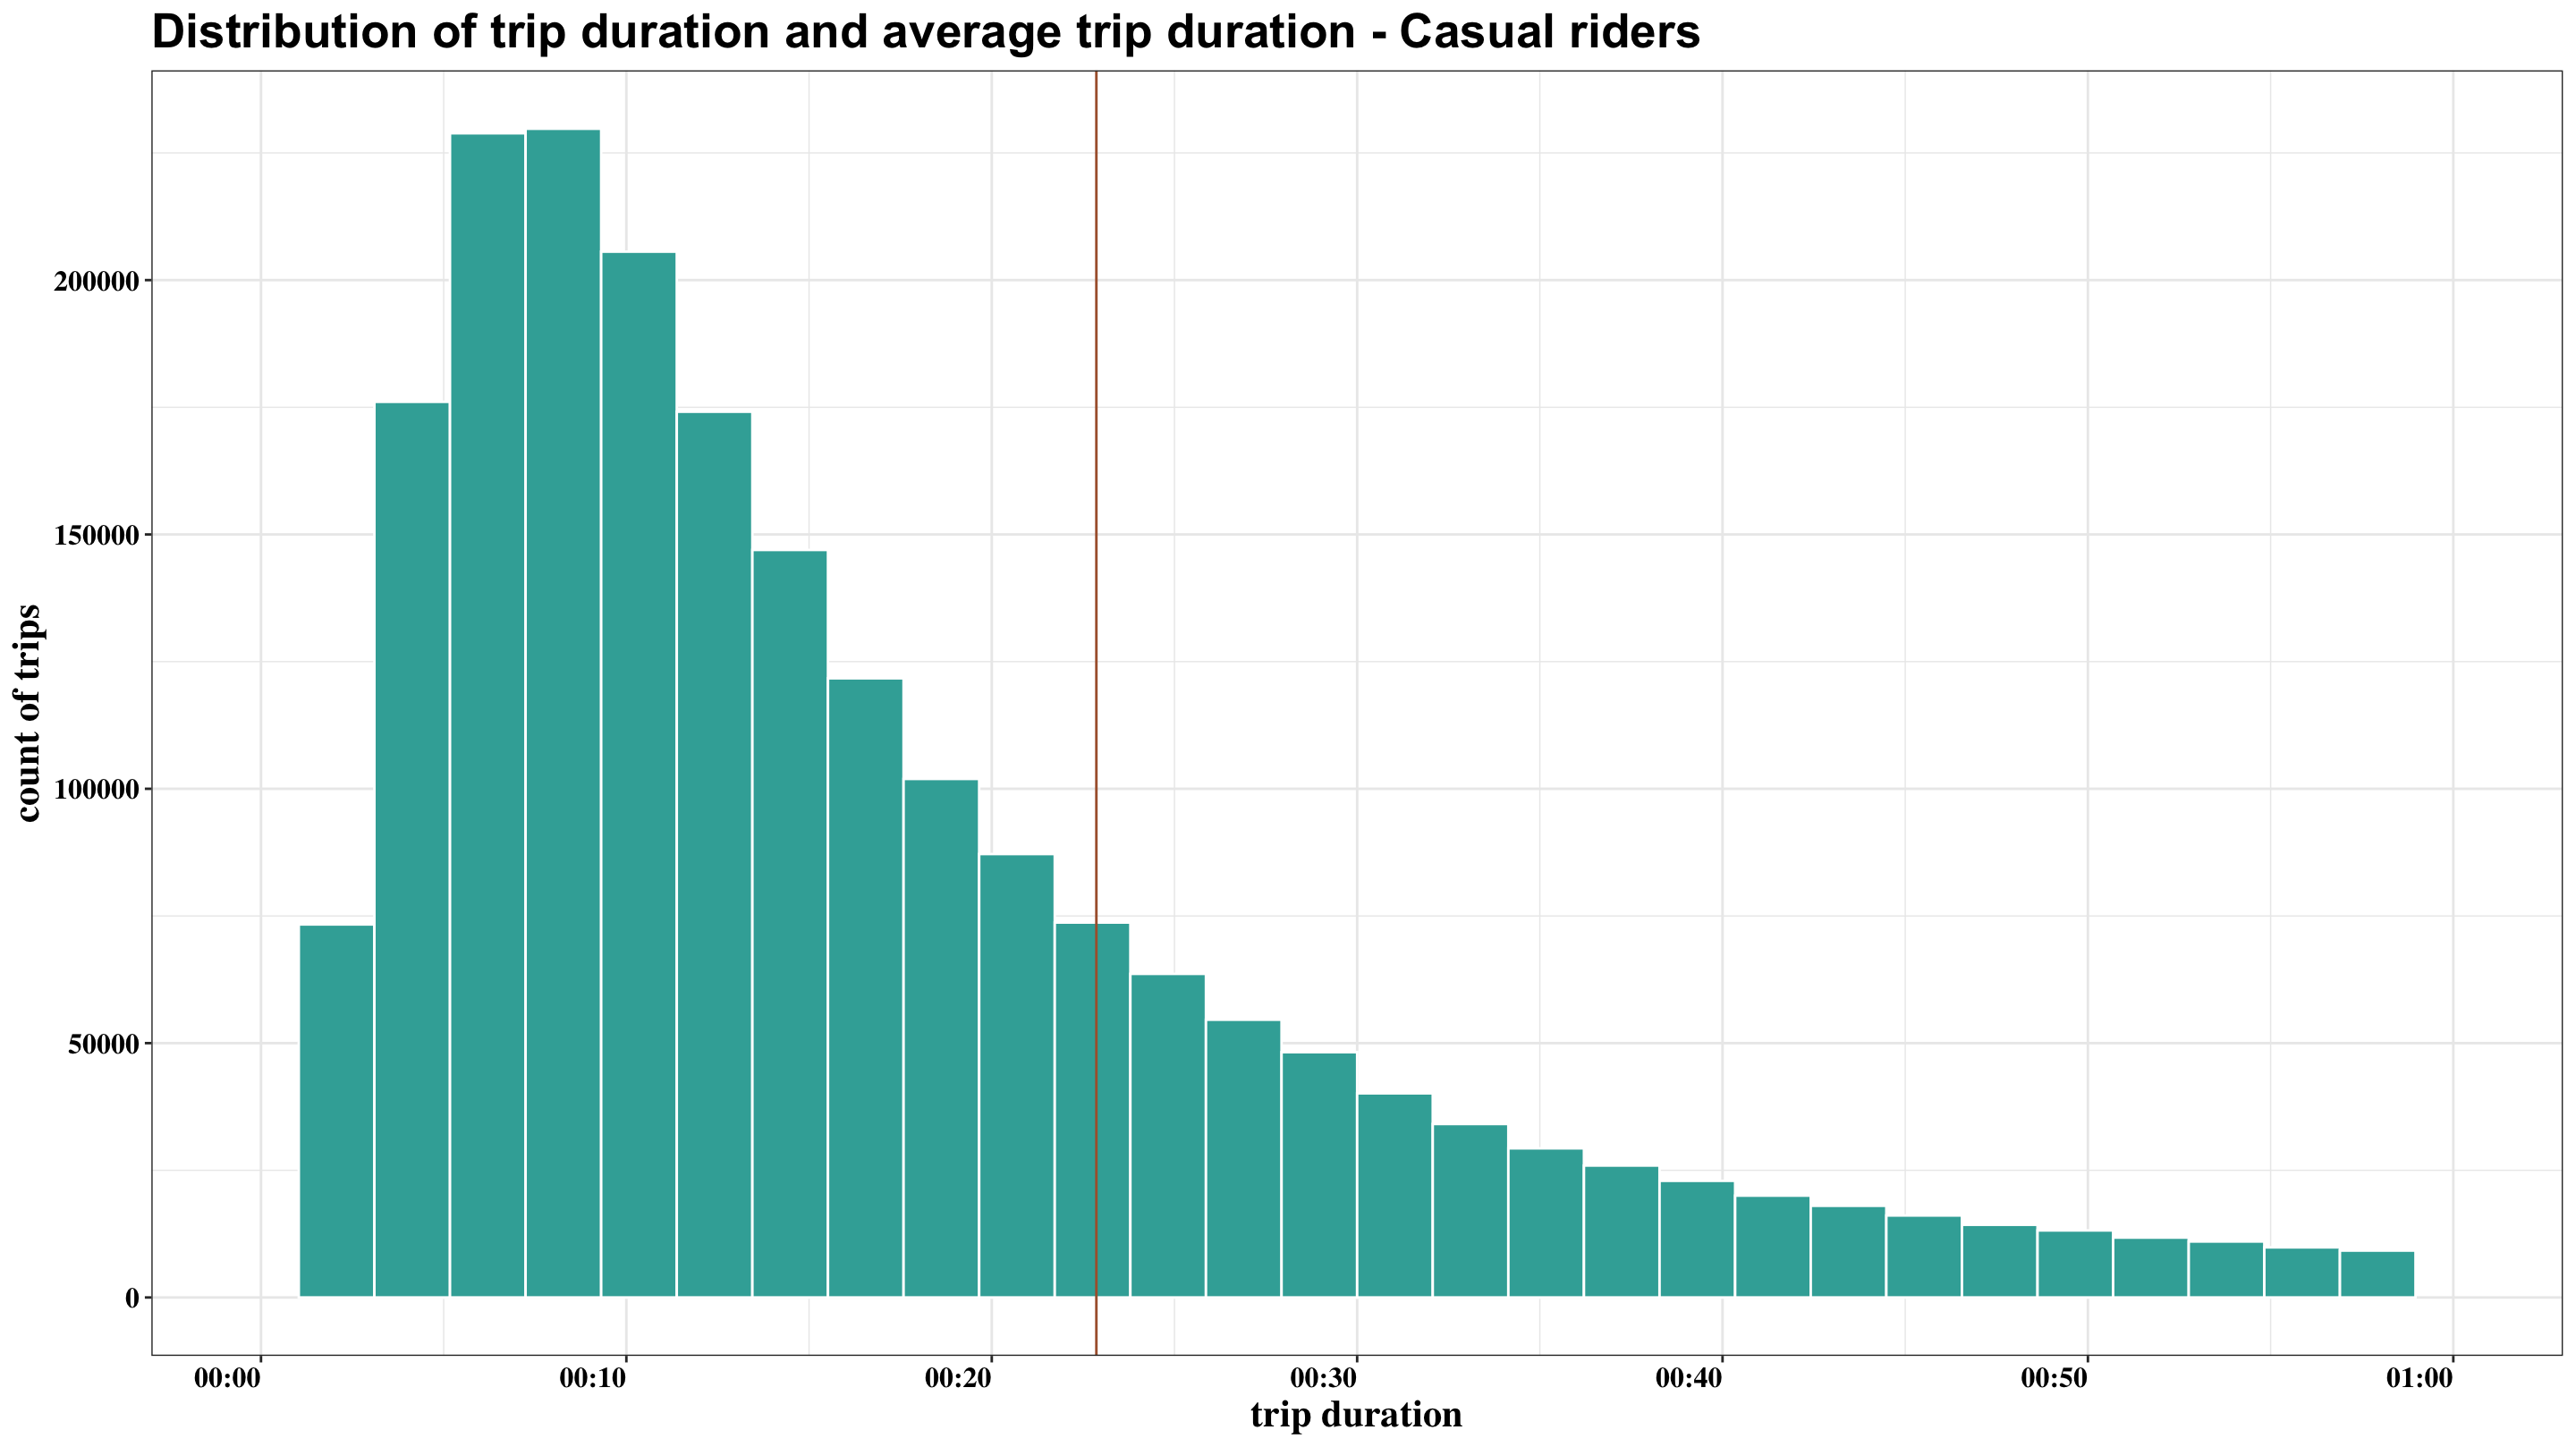 Distribution of trip duration and average trip duration - Casual riders
count of trips
200000
150000
100000
50000
0
00:00 00:10 00:20 00:30 00:40 00:50 01:00
trip duration